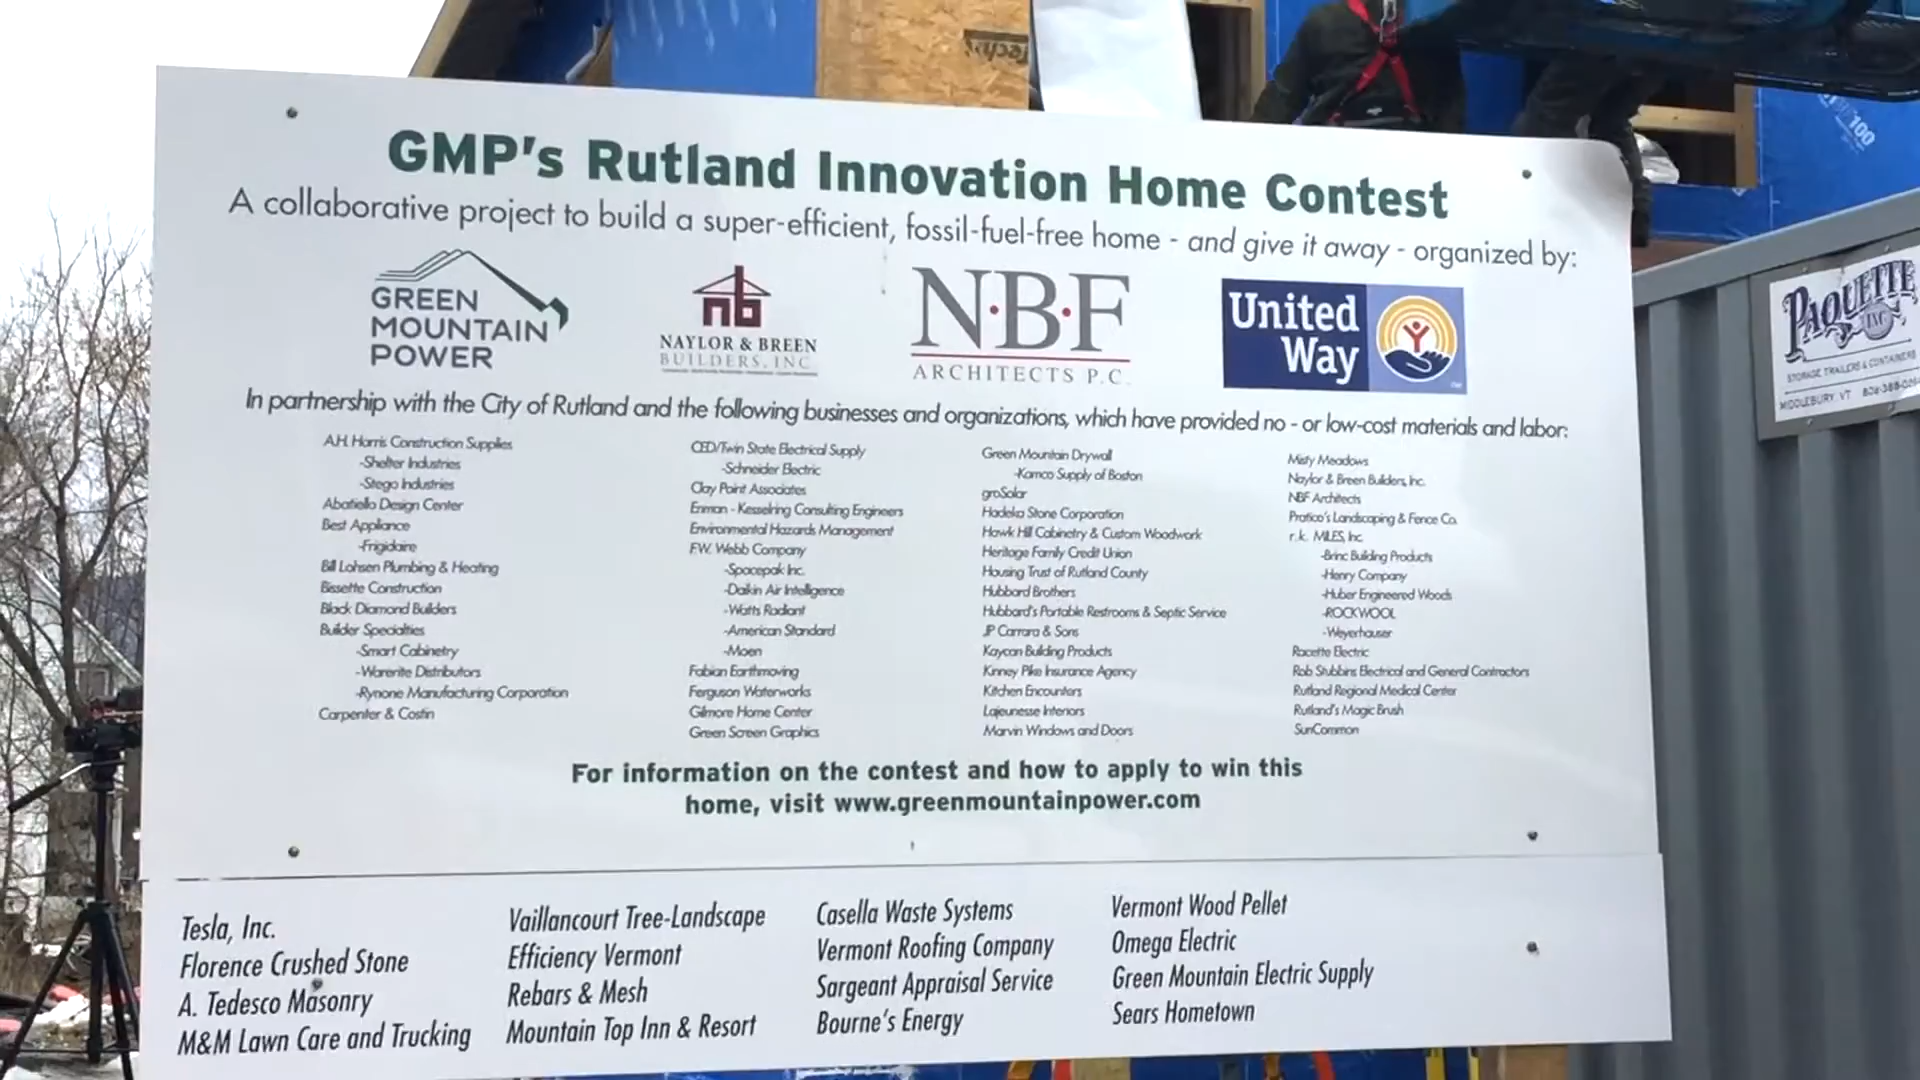 GMP's Rutland Innovation Home Contest
A collaborative project to build a super-efficient, fossil-fuel-free home - and give it away - organized by:
GREEN
MOUNTAIN
POWER
nb
NAYLOR & BREEN
BUILDERS, INC
N·B·F
ARCHITECTS P.C.
United
Way
In partnership with the City of Rutland and the following businesses and organizations, which have provided no - or low-cost materials and labor:
A.H. Harris Construction Supplies
-Shelter Industries
-Stego Industries
Abatiello Design Center
Best Appliance
-Frigidaire
Bill Lohsen Plumbing & Heating
Bissette Construction
Black Diamond Builders
Builder Specialties
-Smart Cabinetry
-Warenite Distributors
-Rynone Manufacturing Corporation
Carpenter & Costin
CED/Twin State Electrical Supply
-Schneider Electric
Clay Point Associates
Enman - Kesselring Consulting Engineers
Environmental Hazards Management
F.W. Webb Company
-Spacepak Inc.
-Daikin Air Intelligence
-Watts Radiant
-American Standard
-Moen
Fabian Earthmoving
Ferguson Waterworks
Gilmore Home Center
Green Screen Graphics
Green Mountain Drywall
-Kamco Supply of Boston
groSolar
Hadeka Stone Corporation
Hawk Hill Cabinetry & Custom Woodwork
Heritage Family Credit Union
Housing Trust of Rutland County
Hubbard Brothers
Hubbard's Portable Restrooms & Septic Service
JP Carrara & Sons
Kaycan Building Products
Kinney Pike Insurance Agency
Kitchen Encounters
Lajeunesse Interiors
Marvin Windows and Doors
Misty Meadows
Naylor & Breen Builders, Inc.
NBF Architects
Pratico's Landscaping & Fence Co.
r.k. MILES, Inc.
-Brinc Building Products
-Henry Company
-Huber Engineered Woods
-ROCKWOOL
-Weyerhauser
Racette Electric
Rob Stubbins Electrical and General Contractors
Rutland Regional Medical Center
Rutland's Magic Brush
SunCommon
For information on the contest and how to apply to win this
home, visit www.greenmountainpower.com
Tesla, Inc.
Florence Crushed Stone
A. Tedesco Masonry
M&M Lawn Care and Trucking
Vaillancourt Tree-Landscape
Efficiency Vermont
Rebars & Mesh
Mountain Top Inn & Resort
Casella Waste Systems
Vermont Roofing Company
Sargeant Appraisal Service
Bourne's Energy
Vermont Wood Pellet
Omega Electric
Green Mountain Electric Supply
Sears Hometown
PAQUETTE
INC
STORAGE TRAILERS & CONTAINERS
MIDDLEBURY, VT
100